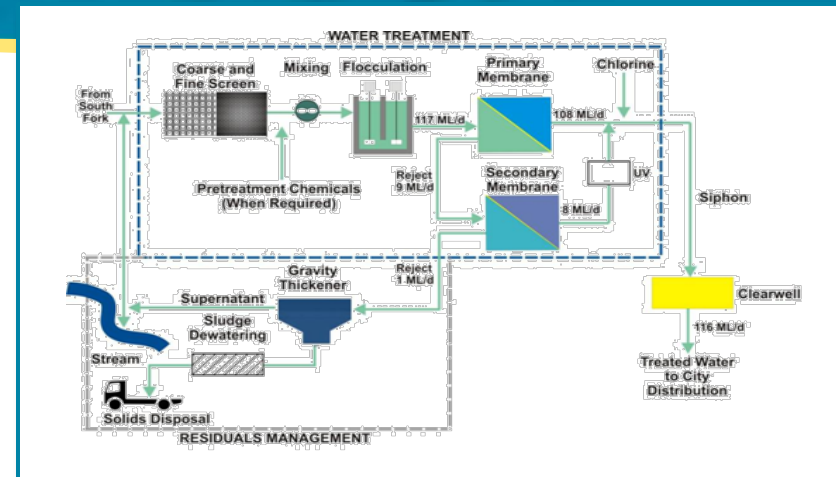 WATER TREATMENT
Coarse and
Fine Screen
Mixing
Flocculation
Primary
Membrane
Chlorine
From
South
Fork
117 ML/d
108 ML/d
Pretreatment Chemicals
(When Required)
Reject
9 ML/d
Secondary
Membrane
UV
8 ML/d
Siphon
Gravity
Thickener
Reject
1 ML/d
Supernatant
Clearwell
Sludge
Dewatering
116 ML/d
Stream
Treated Water
to City
Distribution
Solids Disposal
RESIDUALS MANAGEMENT